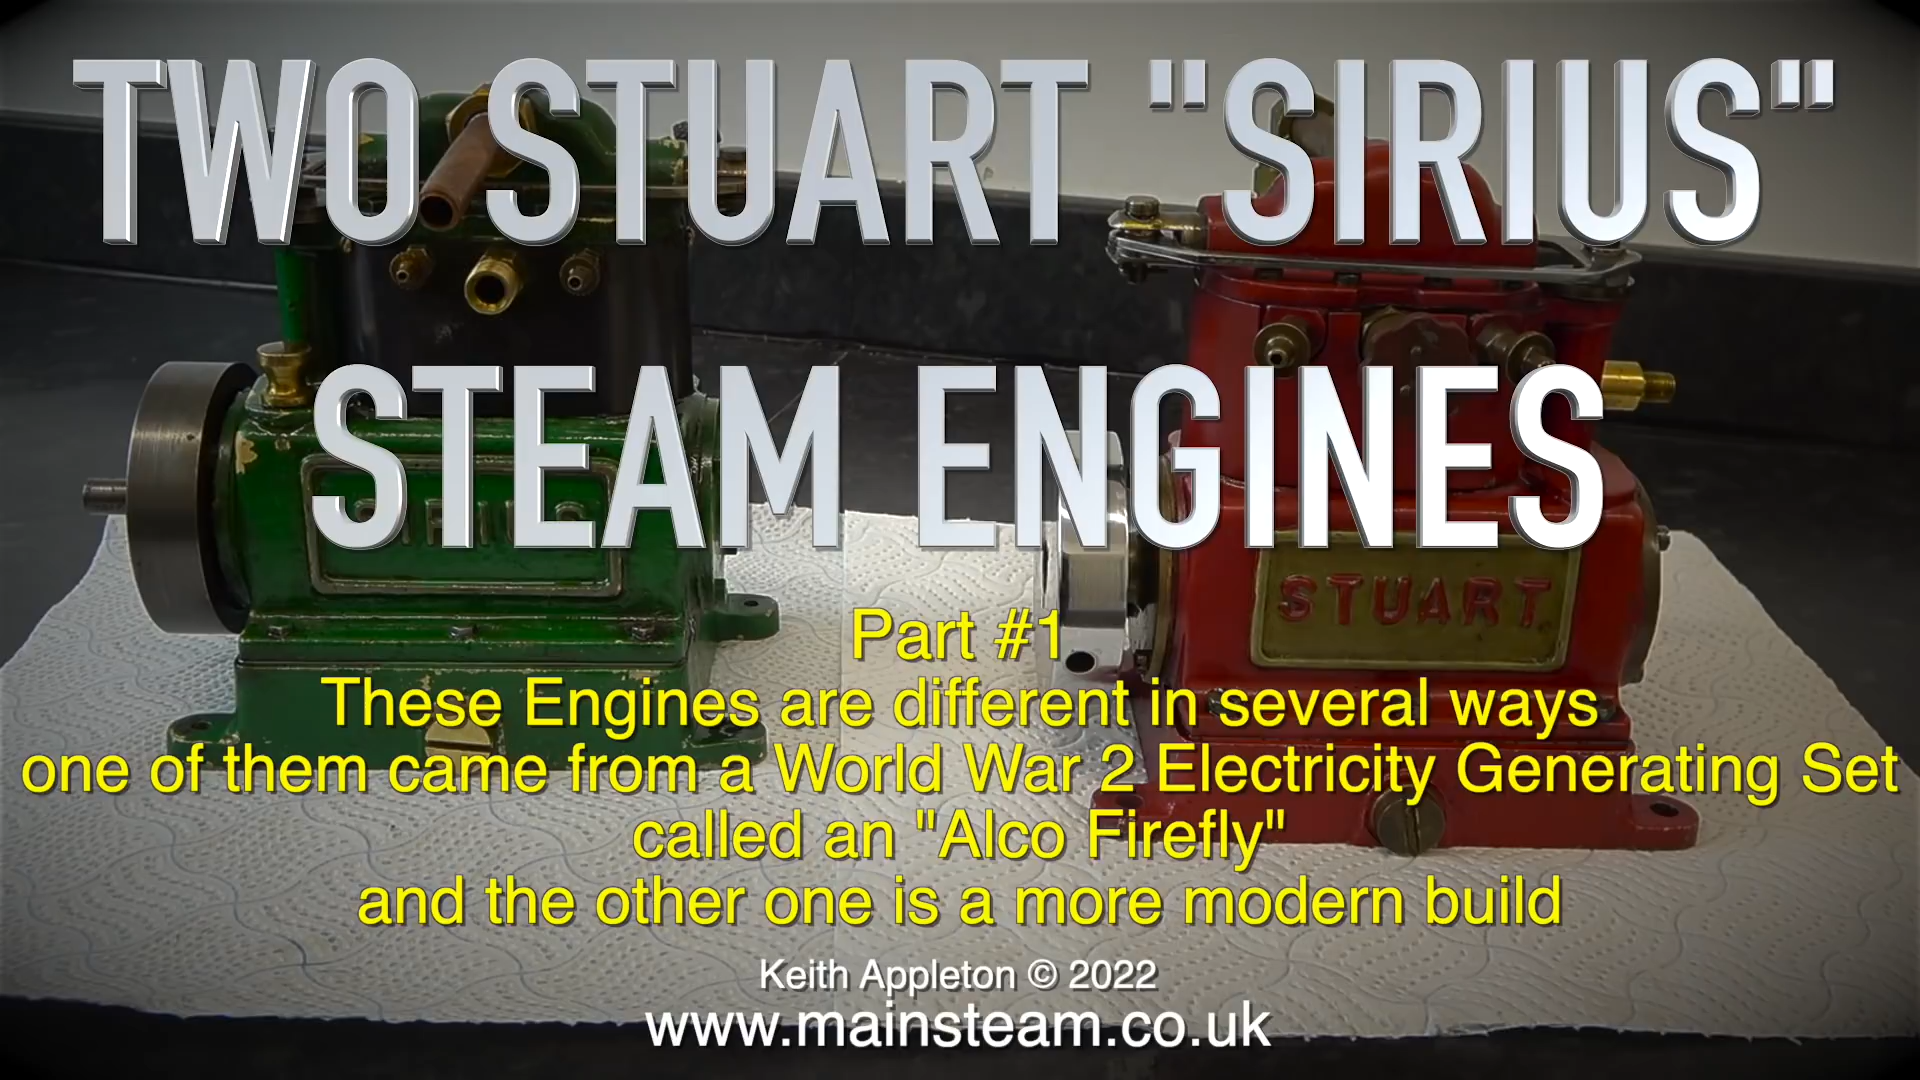 TWO STUART "SIRIUS"
STEAM ENGINES
STUART
Part #1
These Engines are different in several ways
one of them came from a World War 2 Electricity Generating Set
called an "Alco Firefly"
and the other one is a more modern build
Keith Appleton © 2022
www.mainsteam.co.uk